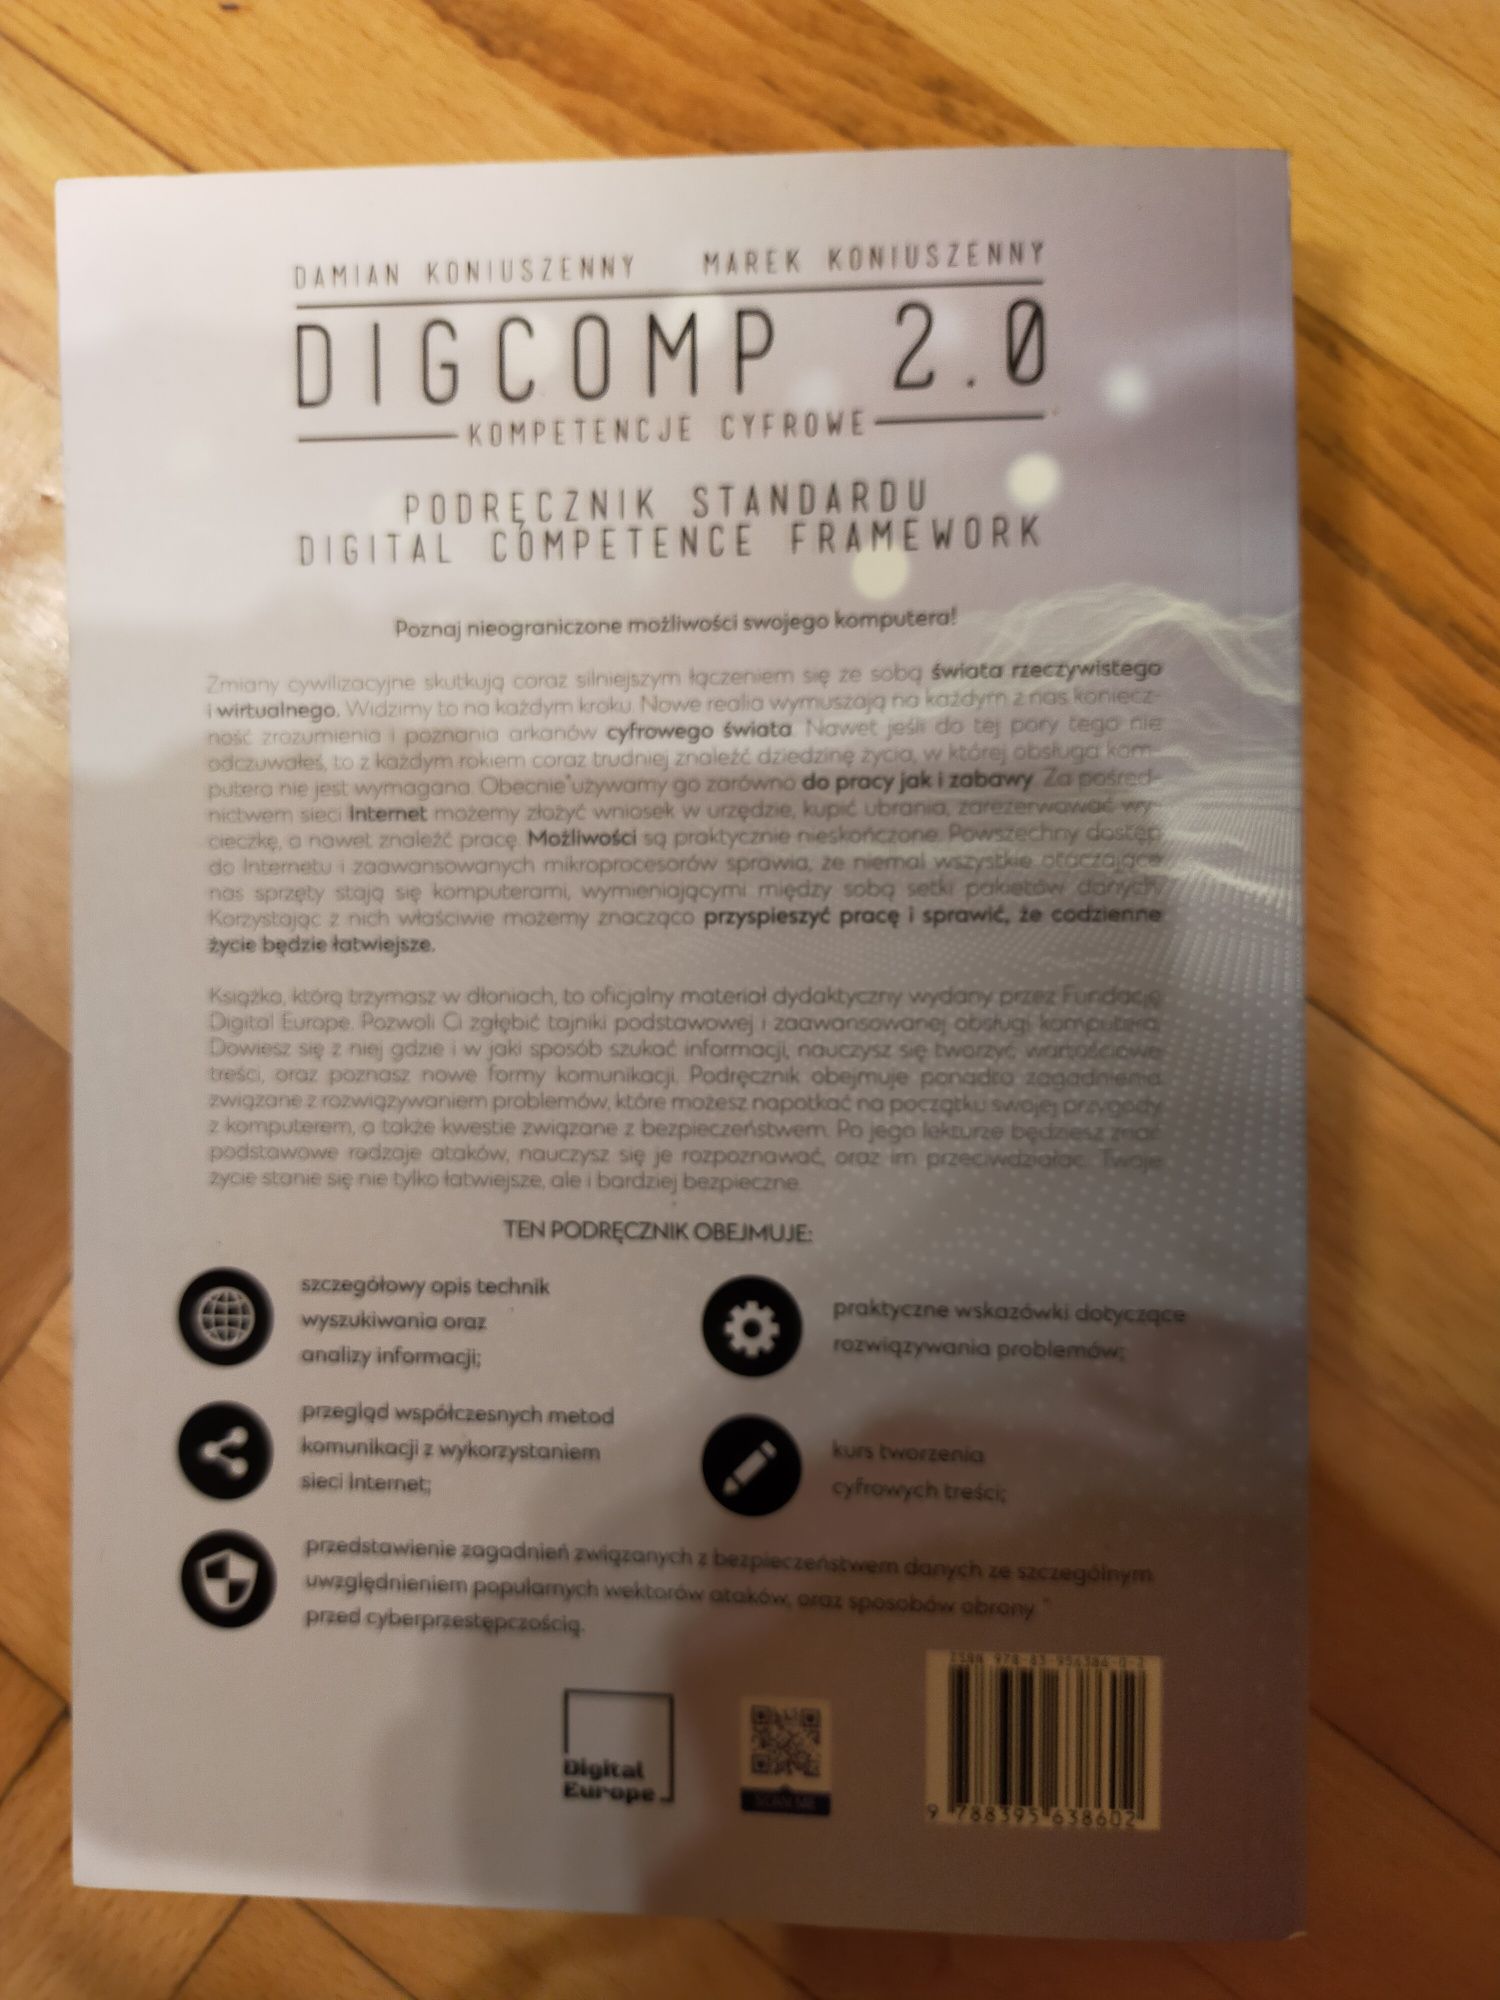 DAMIAN KONIUSZENNY MAREK KONIUSZENNY
DIGCOMP 2.0
KOMPETENCJE CYFROWE
PODRĘCZNIK STANDARDU
DIGITAL COMPETENCE FRAMEWORK
Poznaj nieograniczone możliwości swojego komputera!
Zmiany cywilizacyjne skutkują coraz silniejszym łączeniem się ze sobą świata rzeczywistego
i wirtualnego. Widzimy to na każdym kroku. Nowe realia wymuszają na każdym z nas koniecz-
ność zrozumienia i poznania arkanów cyfrowego świata. Nawet jeśli do tej pory tego nie
odczuwałeś, to z każdym rokiem coraz trudniej znaleźć dziedzinę życia, w której obsługa kom-
putera nie jest wymagana. Obecnie używamy go zarówno do pracy jak i zabawy. Za pośred-
nictwem sieci Internet możemy złożyć wniosek w urzędzie, kupić ubrania, zarezerwować wy-
cieczkę, a nawet znaleźć pracę. Możliwości są praktycznie nieskończone. Powszechny dostęp
do Internetu i zaawansowanych mikroprocesorów sprawia, że niemal wszystkie otaczające
nas sprzęty stają się komputerami, wymieniającymi między sobą setki pakietów danych.
Korzystając z nich właściwie możemy znacząco przyspieszyć pracę i sprawić, że codzienne
życie będzie łatwiejsze.
Książka, którą trzymasz w dłoniach, to oficjalny materiał dydaktyczny wydany przez Fundację
Digital Europe. Pozwoli Ci zgłębić tajniki podstawowej i zaawansowanej obsługi komputera.
Dowiesz się z niej gdzie i w jaki sposób szukać informacji, nauczysz się tworzyć wartościowe
treści, oraz poznasz nowe formy komunikacji. Podręcznik obejmuje ponadto zagadnienia
związane z rozwiązywaniem problemów, które możesz napotkać na początku swojej przygody
z komputerem, a także kwestie związane z bezpieczeństwem. Po jego lekturze będziesz znać
podstawowe rodzaje ataków, nauczysz się je rozpoznawać, oraz im przeciwdziałać. Twoje
życie stanie się nie tylko łatwiejsze, ale i bardziej bezpieczne.
TEN PODRĘCZNIK OBEJMUJE:
szczegółowy opis technik
wyszukiwania oraz
analizy informacji;
praktyczne wskazówki dotyczące
rozwiązywania problemów;
przegląd współczesnych metod
komunikacji z wykorzystaniem
sieci Internet;
kurs tworzenia
cyfrowych treści;
przedstawienie zagadnień związanych z bezpieczeństwem danych ze szczególnym
uwzględnieniem popularnych wektorów ataków, oraz sposobów obrony
przed cyberprzestępczością.
ISBN 978-83-956386-0-2
Digital
Europe
SCAN ME
9 788395 638602